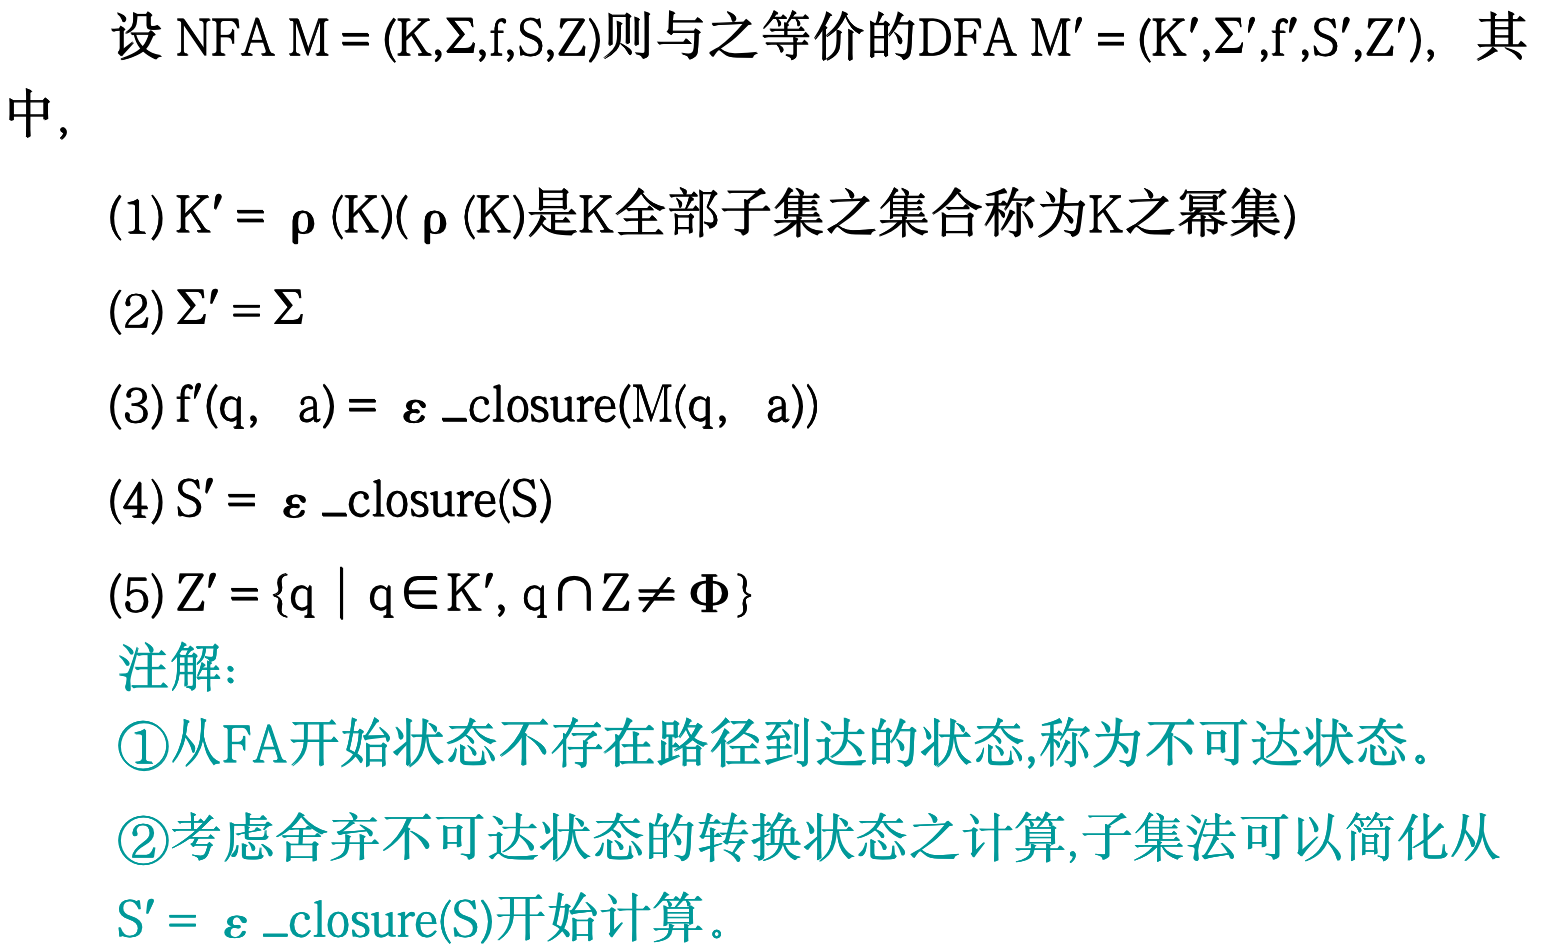 设 NFA M = (K,Σ,f,S,Z)则与之等价的DFA M′ = (K′,Σ′,f′,S′,Z′), 其
中,
(1) K′ = ρ (K)( ρ (K)是K全部子集之集合称为K之幂集)
(2) Σ′ = Σ
(3) f′(q, a) = ε _closure(M(q, a))
(4) S′ = ε _closure(S)
(5) Z′ = {q | q∈K′, q∩Z≠Φ}
注解:
①从FA开始状态不存在路径到达的状态,称为不可达状态。
②考虑舍弃不可达状态的转换状态之计算,子集法可以简化从
S′ = ε _closure(S)开始计算。